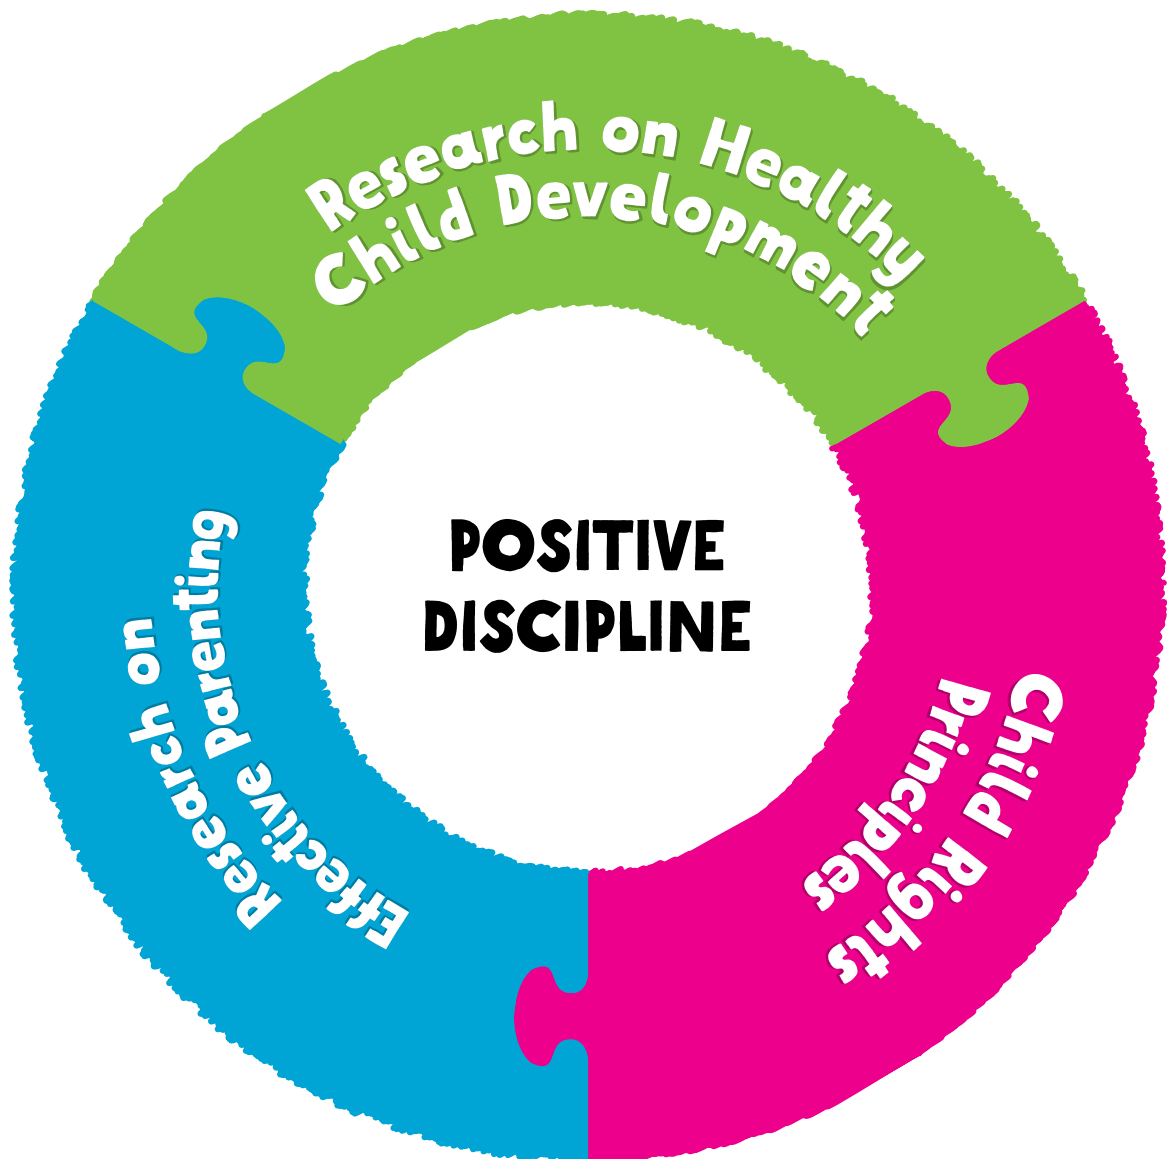 Research on Healthy
Child Development
POSITIVE
DISCIPLINE
Research on
Effective Parenting
Child Rights
Principles